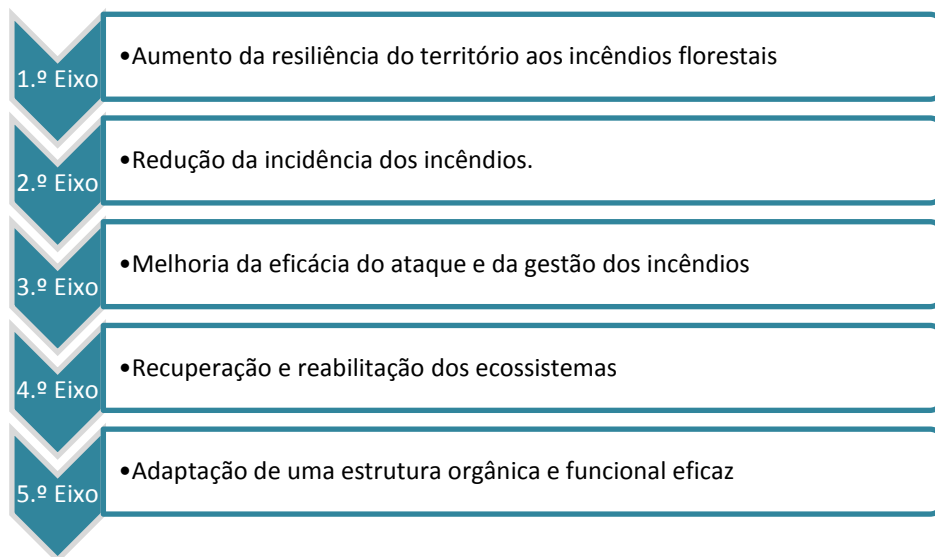 1.º Eixo
•Aumento da resiliência do território aos incêndios florestais
2.º Eixo
•Redução da incidência dos incêndios.
3.º Eixo
•Melhoria da eficácia do ataque e da gestão dos incêndios
4.º Eixo
•Recuperação e reabilitação dos ecossistemas
5.º Eixo
•Adaptação de uma estrutura orgânica e funcional eficaz